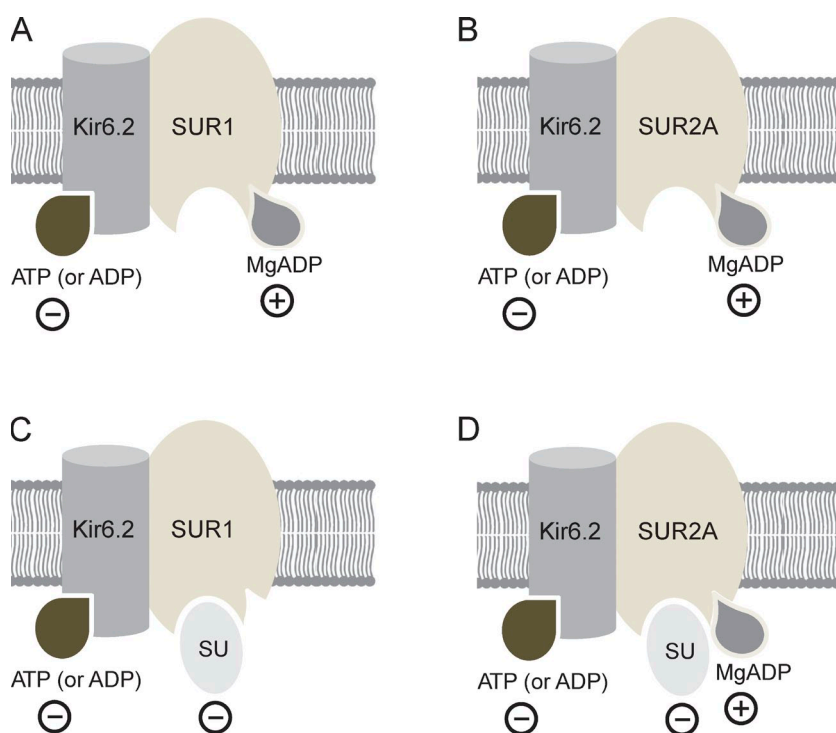 A
Kir6.2
SUR1
ATP (or ADP)
−
MgADP
+
B
Kir6.2
SUR2A
ATP (or ADP)
−
MgADP
+
C
Kir6.2
SUR1
ATP (or ADP)
−
SU
−
D
Kir6.2
SUR2A
ATP (or ADP)
−
SU
−
MgADP
+